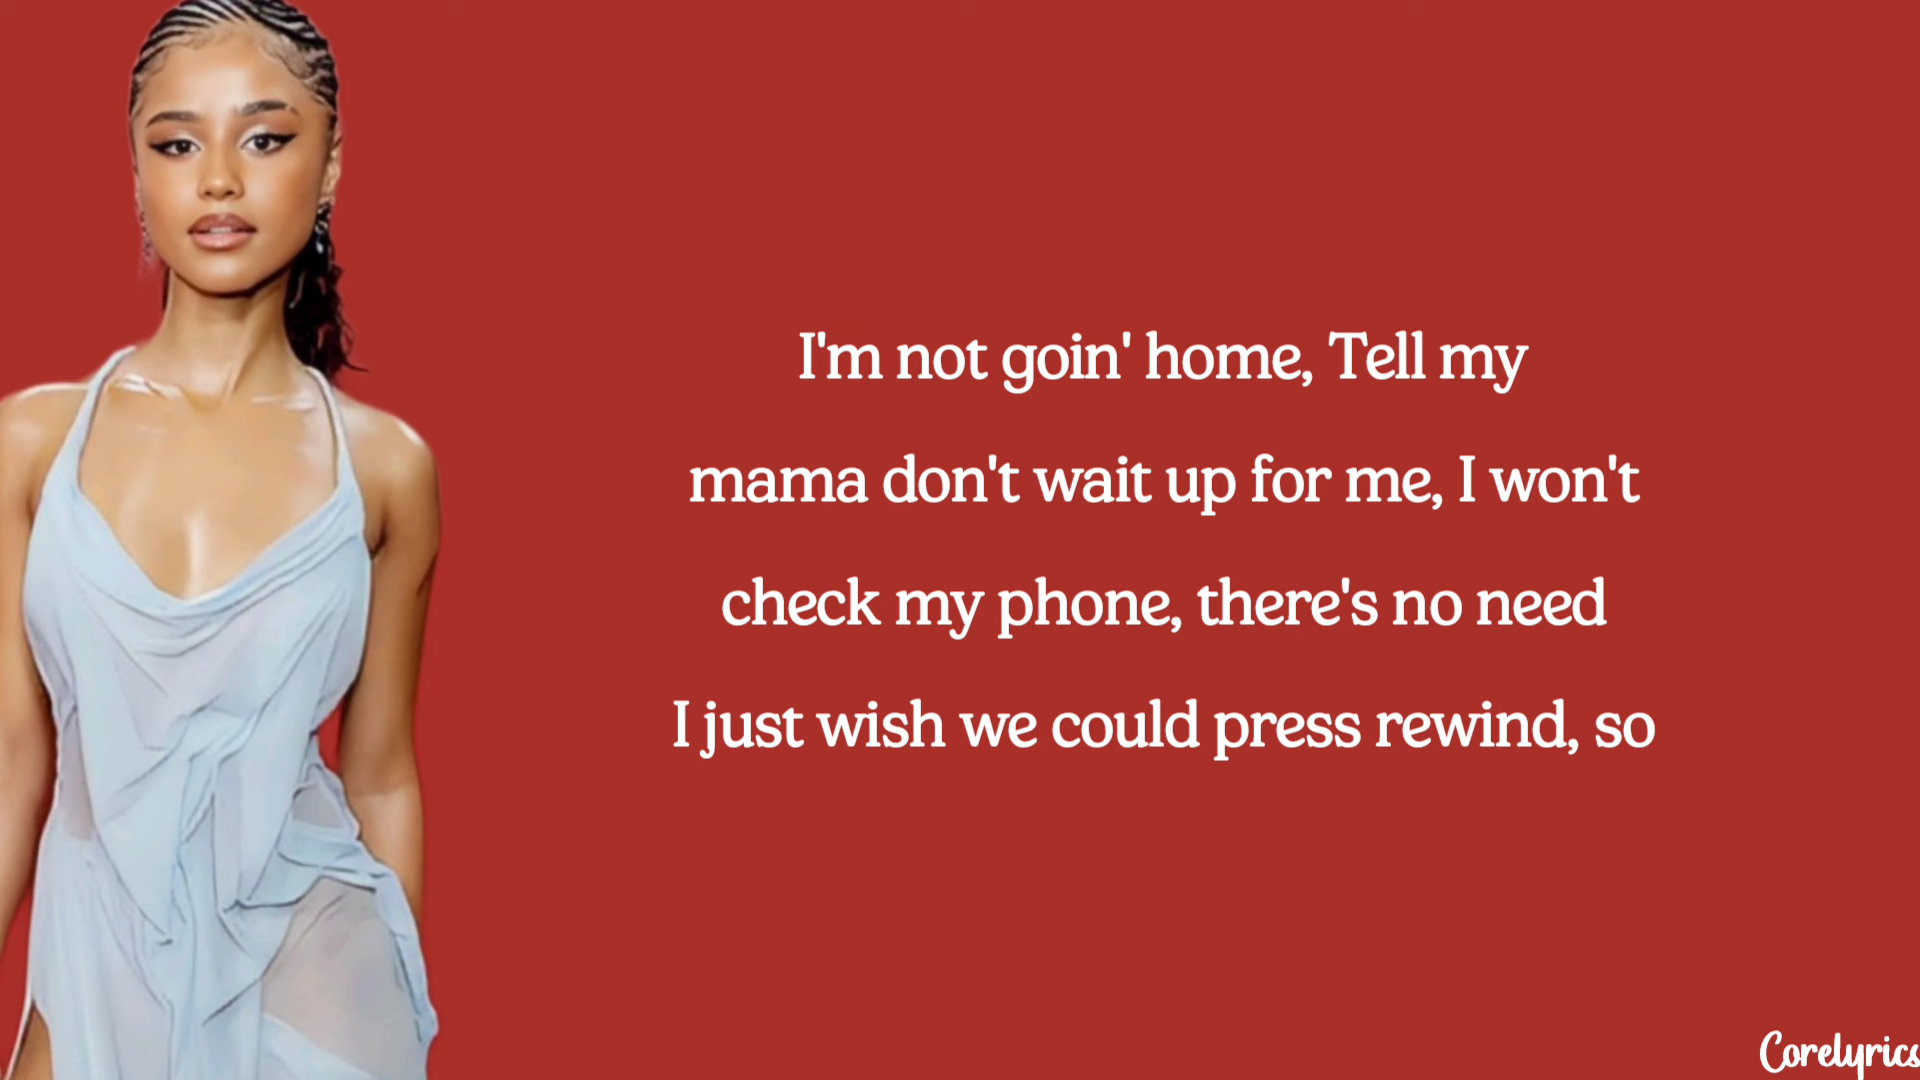 I'm not goin' home, Tell my
mama don't wait up for me, I won't
check my phone, there's no need
I just wish we could press rewind, so
Corelyrics